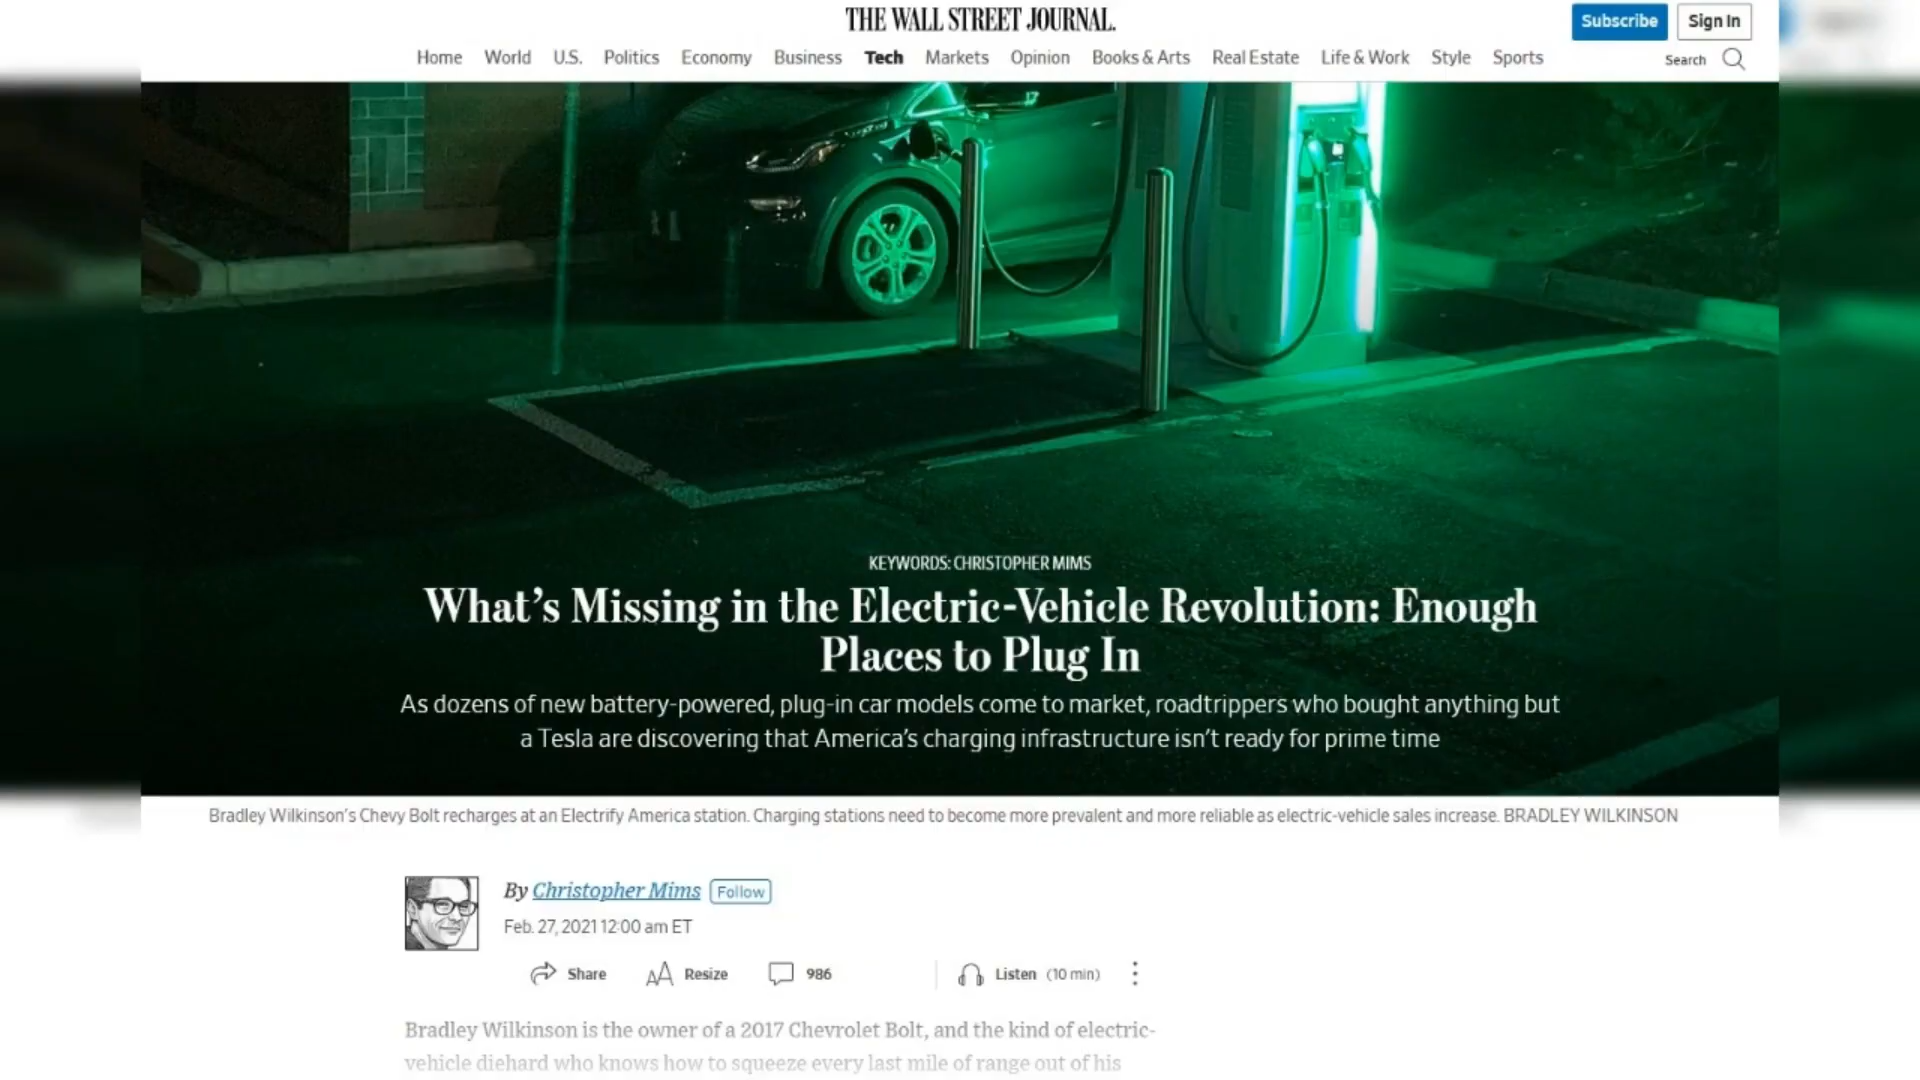 THE WALL STREET JOURNAL.
Subscribe
Sign In
Home World U.S. Politics Economy Business Tech Markets Opinion Books & Arts Real Estate Life & Work Style Sports
Search
KEYWORDS: CHRISTOPHER MIMS
What’s Missing in the Electric-Vehicle Revolution: Enough
Places to Plug In
As dozens of new battery-powered, plug-in car models come to market, roadtrippers who bought anything but
a Tesla are discovering that America’s charging infrastructure isn’t ready for prime time
Bradley Wilkinson’s Chevy Bolt recharges at an Electrify America station. Charging stations need to become more prevalent and more reliable as electric-vehicle sales increase. BRADLEY WILKINSON
By Christopher Mims Follow
Feb. 27, 2021 12:00 am ET
Share AA Resize 986 Listen (10 min)
Bradley Wilkinson is the owner of a 2017 Chevrolet Bolt, and the kind of electric-
vehicle diehard who knows how to squeeze every last mile of range out of his